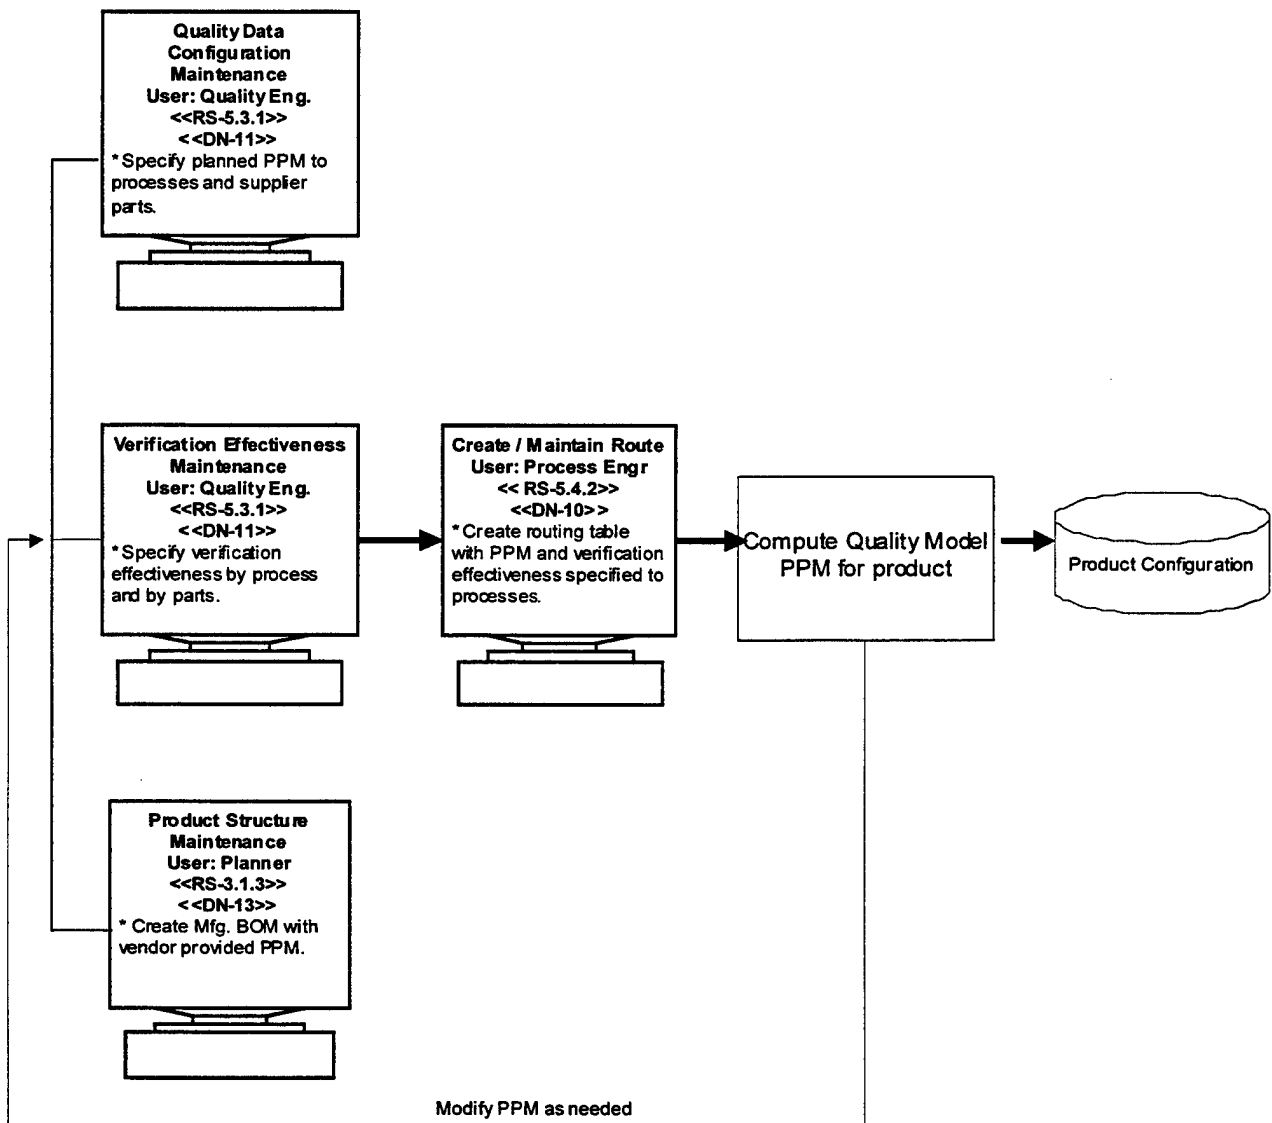 Quality Data
Configuration
Maintenance
User: Quality Eng.
<<RS-5.3.1>>
<<DN-11>>
* Specify planned PPM to
processes and supplier
parts.
Verification Effectiveness
Maintenance
User: Quality Eng.
<<RS-5.3.1>>
<<DN-11>>
* Specify verification
effectiveness by process
and by parts.
Create / Maintain Route
User: Process Engr
<< RS-5.4.2>>
<<DN-10> >
* Create routing table
with PPM and verification
effectiveness specified to
processes.
Compute Quality Model
PPM for product
Product Configuration
Product Structure
Maintenance
User: Planner
<<RS-3.1.3>>
<<DN-13>>
* Create Mfg. BOM with
vendor provided PPM.
Modify PPM as needed